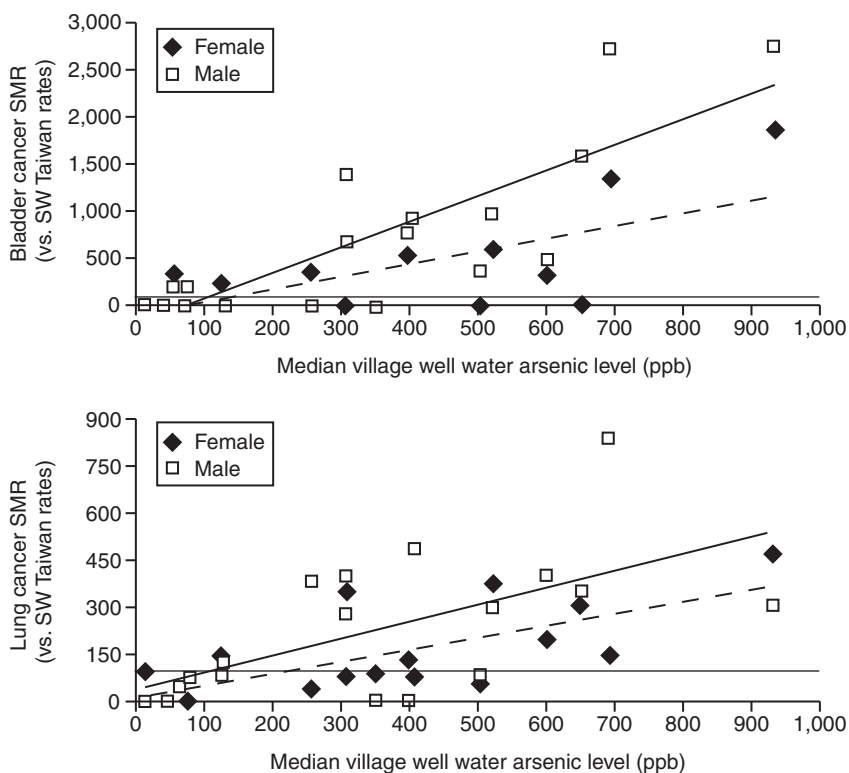 3,000
2,500
2,000
1,500
1,000
500
0
Bladder cancer SMR
(vs. SW Taiwan rates)
Female
Male
0 100 200 300 400 500 600 700 800 900 1,000
Median village well water arsenic level (ppb)
900
750
600
450
300
150
0
Lung cancer SMR
(vs. SW Taiwan rates)
Female
Male
0 100 200 300 400 500 600 700 800 900 1,000
Median village well water arsenic level (ppb)